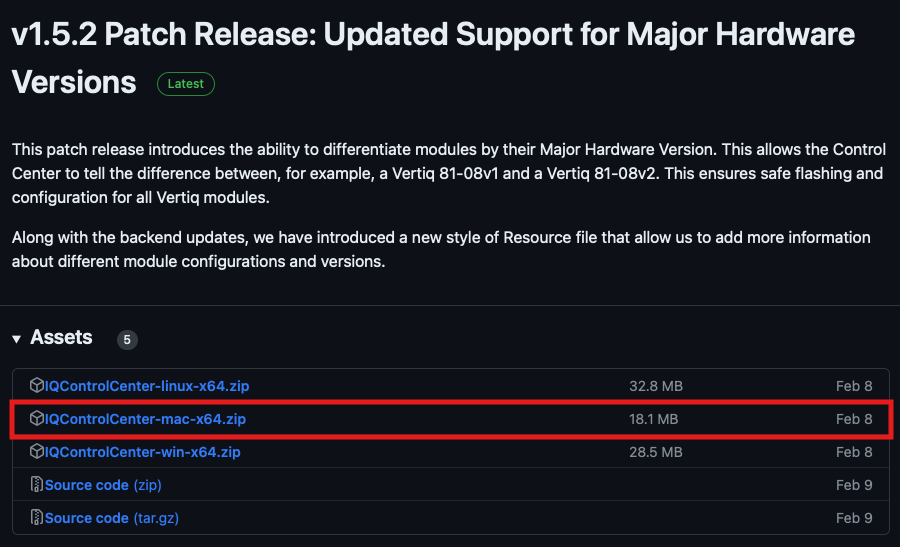 v1.5.2 Patch Release: Updated Support for Major Hardware
Versions Latest
This patch release introduces the ability to differentiate modules by their Major Hardware Version. This allows the Control
Center to tell the difference between, for example, a Vertiq 81-08v1 and a Vertiq 81-08v2. This ensures safe flashing and
configuration for all Vertiq modules.
Along with the backend updates, we have introduced a new style of Resource file that allow us to add more information
about different module configurations and versions.
Assets 5
IQControlCenter-linux-x64.zip 32.8 MB Feb 8
IQControlCenter-mac-x64.zip 18.1 MB Feb 8
IQControlCenter-win-x64.zip 28.5 MB Feb 8
Source code (zip) Feb 9
Source code (tar.gz) Feb 9